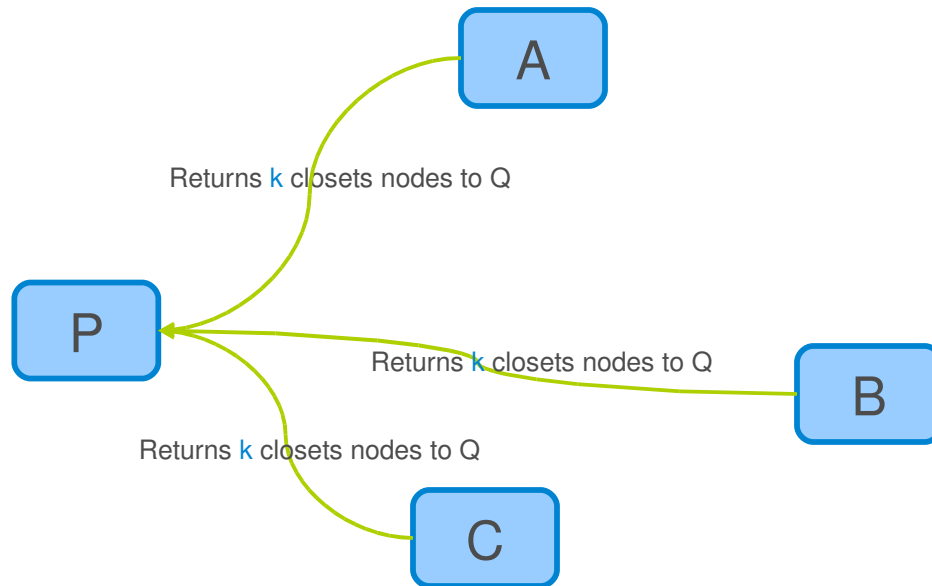 A
Returns k closets nodes to Q
P
Returns k closets nodes to Q
B
Returns k closets nodes to Q
C